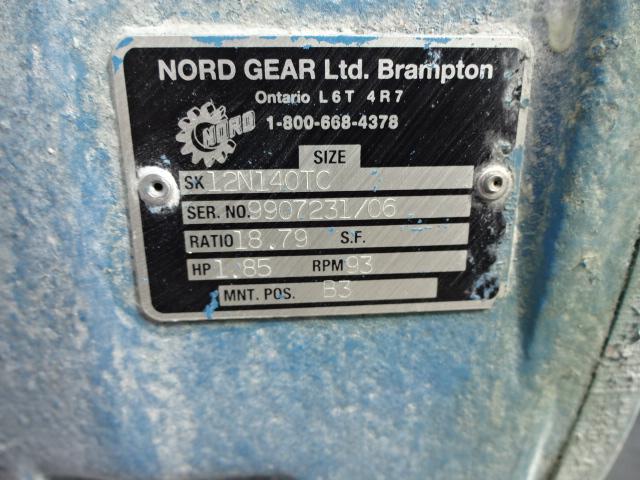 NORD GEAR Ltd. Brampton
Ontario L6T 4R7
NORD
1-800-668-4378
SIZE
SK 12N140TC
SER. NO. 9907231/06
RATIO 18.79 S.F.
HP 1.85 RPM 93
MNT. POS. B3